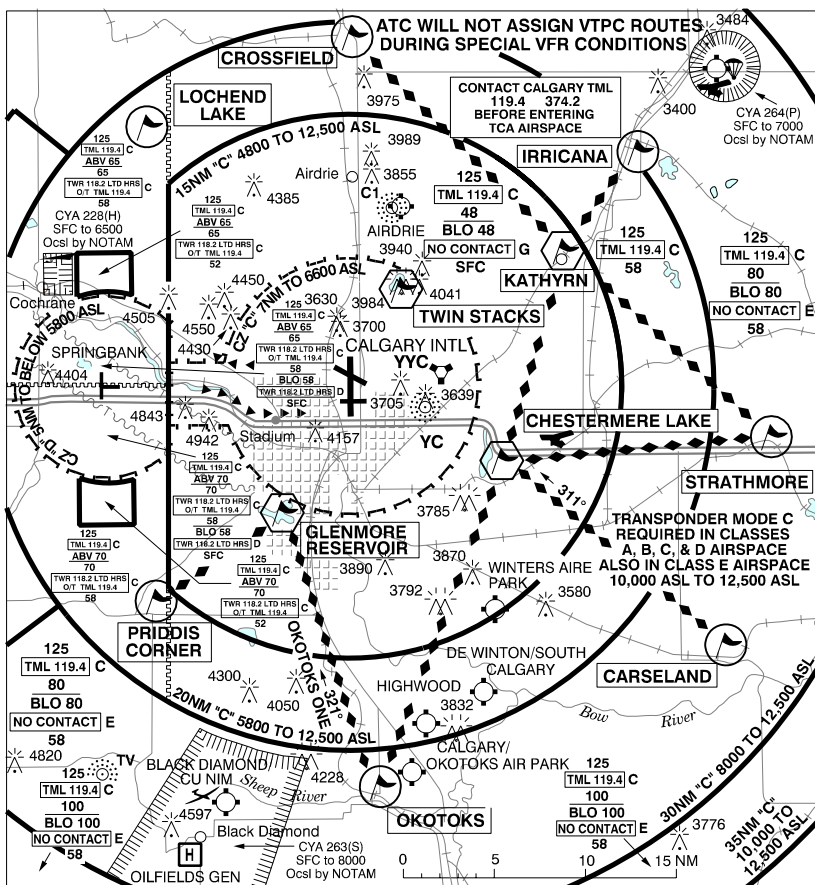 ATC WILL NOT ASSIGN VTPC ROUTES
DURING SPECIAL VFR CONDITIONS
3484
CROSSFIELD
CONTACT CALGARY TML
119.4 374.2
BEFORE ENTERING
TCA AIRSPACE
3975
3400
CYA 264(P)
SFC to 7000
Ocsl by NOTAM
LOCHEND
LAKE
125
TML 119.4 C
ABV 65
65
TWR 118.2 LTD HRS C
O/T TML 119.4
CYA 228(H)
SFC to 6500
Ocsl by NOTAM
15NM "C" 4800 TO 12,500 ASL
3989
3855
Airdrie
4385
C1
AIRDRIE
IRRICANA
125
TML 119.4 C
ABV 65
65
TWR 118.2 LTD HRS C
O/T TML 119.4
52
125
TML 119.4 C
48
BLO 48
NO CONTACT G
SFC
125
TML 119.4 C
58
125
TML 119.4 C
80
BLO 80
NO CONTACT E
58
KATHYRN
3940
4041
3984
TWIN STACKS
CZ "C" 7NM TO 6600 ASL
Cochrane
4505
4550
4450
4430
3630
3700
125
TML 119.4 C
ABV 65
65
TWR 118.2 LTD HRS C
O/T TML 119.4
58
BLO 58
TWR 118.2 LTD HRS D
SFC
CALGARY INTL
YYC
3705
3639
YC
TO BELOW 5800 ASL
SPRINGBANK
4404
CZ "D" 5NM
4843
4942
Stadium
4157
CHESTERMERE LAKE
STRATHMORE
311°
125
TML 119.4 C
ABV 70
70
TWR 118.2 LTD HRS C
O/T TML 119.4
58
BLO 58
TWR 118.2 LTD HRS D
SFC
3785
GLENMORE
RESERVOIR
3890
3870
3792
WINTERS AIRE
PARK
3580
TRANSPONDER MODE C
REQUIRED IN CLASSES
A, B, C, & D AIRSPACE
ALSO IN CLASS E AIRSPACE
10,000 ASL TO 12,500 ASL
125
TML 119.4 C
ABV 70
70
TWR 118.2 LTD HRS C
O/T TML 119.4
58
125
TML 119.4 C
ABV 70
70
TWR 118.2 LTD HRS C
O/T TML 119.4
52
PRIDDIS
CORNER
CARSELAND
OKOTOKS ONE
321°
DE WINTON/SOUTH
CALGARY
HIGHWOOD
3832
4300
4050
20NM "C" 5800 TO 12,500 ASL
125
TML 119.4 C
80
BLO 80
NO CONTACT E
58
4820
TV
Bow River
CALGARY/
OKOTOKS AIR PARK
BLACK DIAMOND
CU NIM
Sheep River
4228
OKOTOKS
125
TML 119.4 C
100
BLO 100
NO CONTACT E
58
4597
Black Diamond
H
OILFIELDS GEN
CYA 263(S)
SFC to 8000
Ocsl by NOTAM
125
TML 119.4 C
100
BLO 100
NO CONTACT E
58
30NM "C" 8000 TO 12,500 ASL
3776
35NM "C"
10,000 TO
12,500 ASL
0 5 10 15 NM